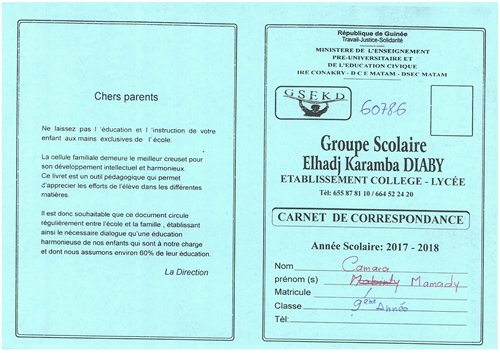 Chers parents
Ne laissez pas l 'éducation et l 'instruction de votre
enfant aux mains exclusives de l' école.
La cellule familiale demeure le meilleur creuset pour
son développement intellectuel et harmonieux.
Ce livret est un outil pédagogique qui permet
d'apprecier les efforts de l'élève dans les différentes
matières.
Il est donc souhaitable que ce document circule
régulièrement entre l'école et la famille , établissant
ainsi le nécessaire dialogue qu'une éducation
harmonieuse de nos enfants qui sont à notre charge
et dont nous assumons environ 60% de leur éducation.
La Direction
République de Guinée
Travail-Justice-Solidarité
MINISTERE DE L'ENSEIGNEMENT
PRE-UNIVERSITAIRE ET
DE L'EDUCATION CIVIQUE
IRE CONAKRY - D C E MATAM - DSEC MATAM
GSEKD
60786
Groupe Scolaire
Elhadj Karamba DIABY
ETABLISSEMENT COLLEGE - LYCÉE
Tél: 655 87 81 10 / 664 52 24 20
CARNET DE CORRESPONDANCE
Année Scolaire: 2017 - 2018
Nom Camara
prénom (s) Mamady
Matricule
Classe 9ème Année
Tèl: